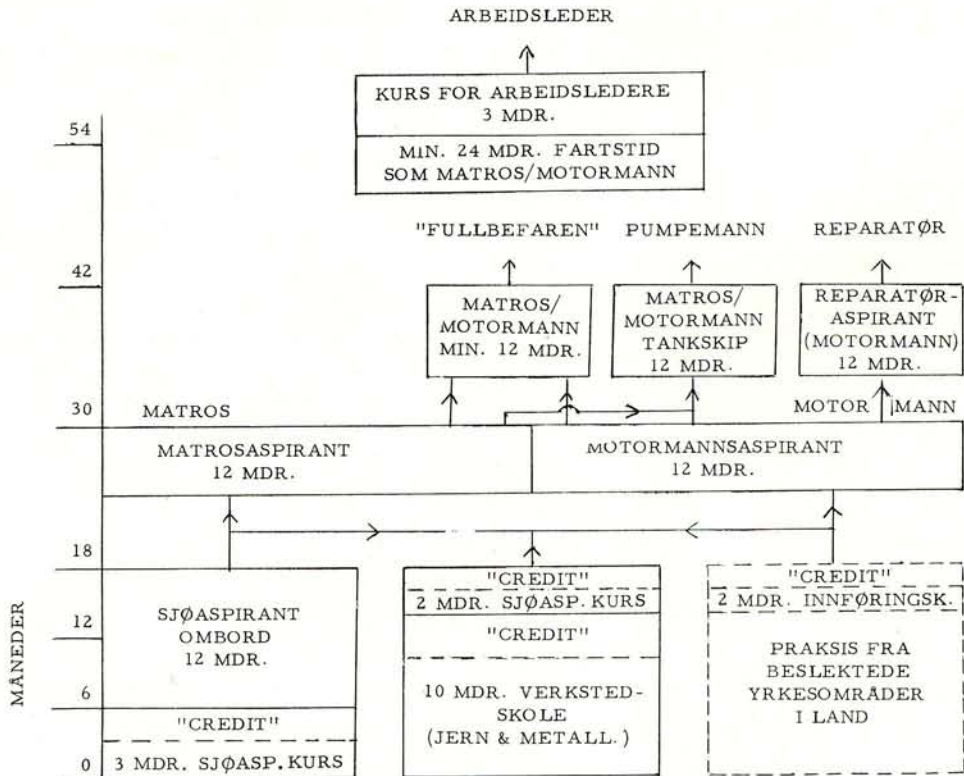 ARBEIDSLEDER
KURS FOR ARBEIDSLEDERE
3 MDR.
54
MIN. 24 MDR. FARTSTID
SOM MATROS/MOTORMANN
"FULLBEFAREN" PUMPEMANN REPARATØR
42
MATROS/
MOTORMANN
MIN. 12 MDR.
MATROS/
MOTORMANN
TANKSKIP
12 MDR.
REPARATØR-
ASPIRANT
(MOTORMANN)
12 MDR.
30 MATROS MOTOR MANN
MATROSASPIRANT
12 MDR.
MOTORMANNSASPIRANT
12 MDR.
18
SJØASPIRANT
OMBORD
12 MDR.
"CREDIT"
3 MDR. SJØASP. KURS
"CREDIT"
2 MDR. SJØASP. KURS
"CREDIT"
10 MDR. VERKSTED-
SKOLE
(JERN & METALL.)
"CREDIT"
2 MDR. INNFØRINGSK.
PRAKSIS FRA
BESLEKTEDE
YRKESOMRÅDER
I LAND
12
6
0
MÅNEDER